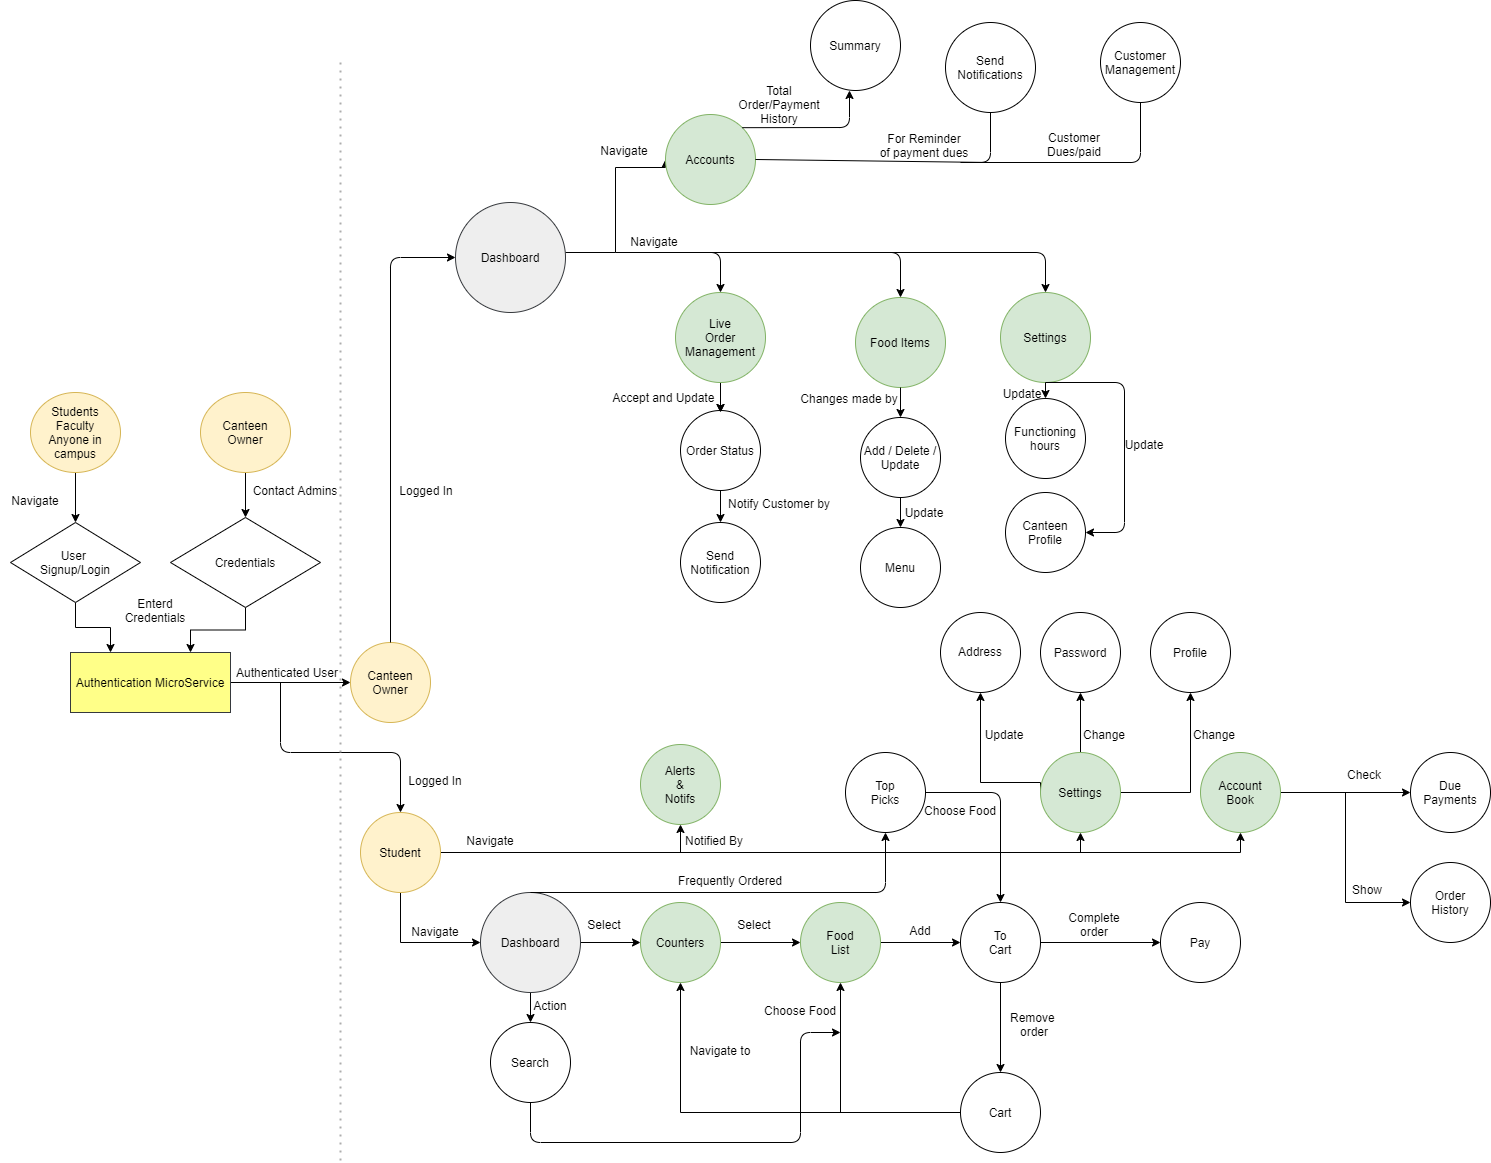 Summary
Send
Notifications
Customer
Management
Total
Order/Payment
History
For Reminder
of payment dues
Customer
Dues/paid
Navigate
Accounts
Navigate
Dashboard
Live
Order
Management
Food Items
Settings
Accept and Update
Changes made by
Update
Functioning
hours
Update
Order Status
Add / Delete /
Update
Notify Customer by
Update
Canteen
Profile
Send
Notification
Menu
Students
Faculty
Anyone in
campus
Canteen
Owner
Navigate
Contact Admins
Logged In
User
Signup/Login
Credentials
Enterd
Credentials
Authentication MicroService
Authenticated User
Canteen
Owner
Address
Password
Profile
Update
Change
Change
Logged In
Alerts
&
Notifs
Top
Picks
Choose Food
Settings
Account
Book
Check
Due
Payments
Student
Navigate
Notified By
Frequently Ordered
Show
Order
History
Navigate
Dashboard
Select
Counters
Select
Food
List
Add
To
Cart
Complete
order
Pay
Action
Choose Food
Remove
order
Search
Navigate to
Cart